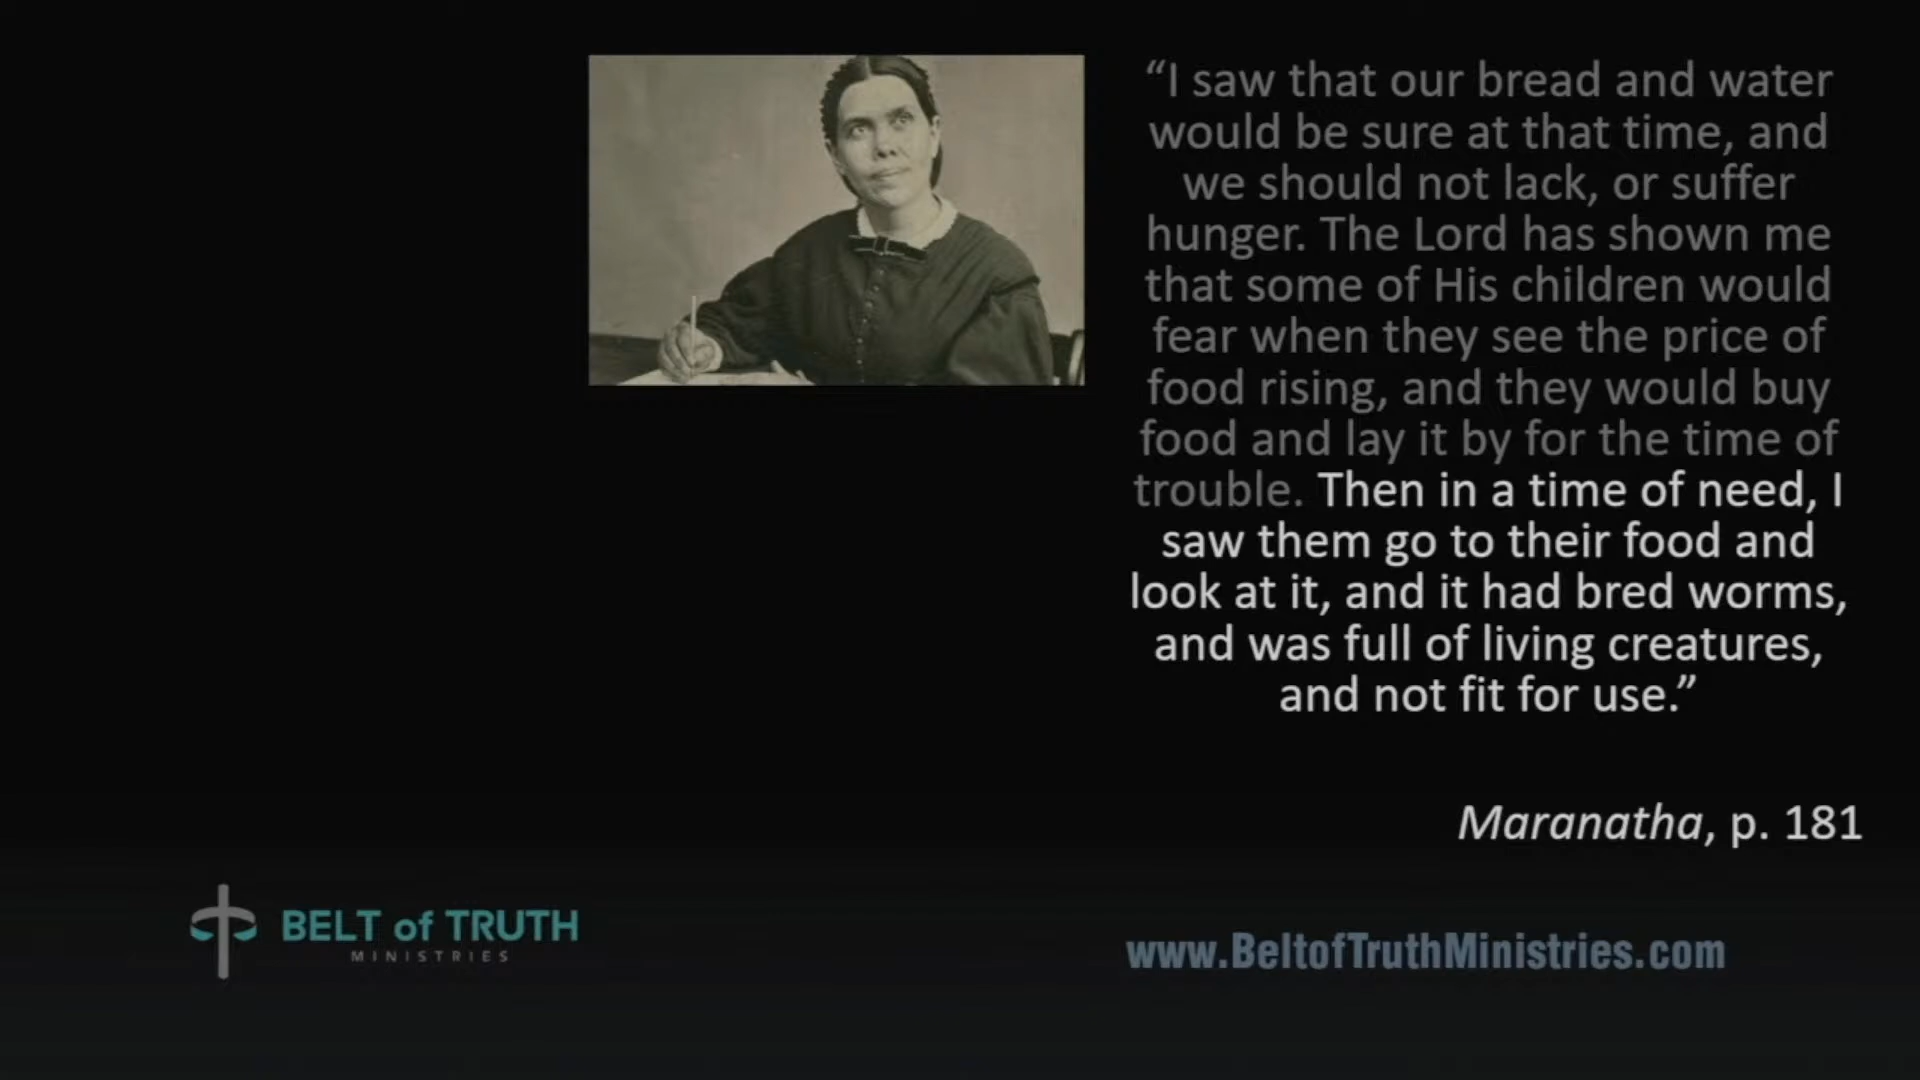 “I saw that our bread and water
would be sure at that time, and
we should not lack, or suffer
hunger. The Lord has shown me
that some of His children would
fear when they see the price of
food rising, and they would buy
food and lay it by for the time of
trouble. Then in a time of need, I
saw them go to their food and
look at it, and it had bred worms,
and was full of living creatures,
and not fit for use.”
Maranatha, p. 181
BELT of TRUTH
MINISTRIES
www.BeltofTruthMinistries.com